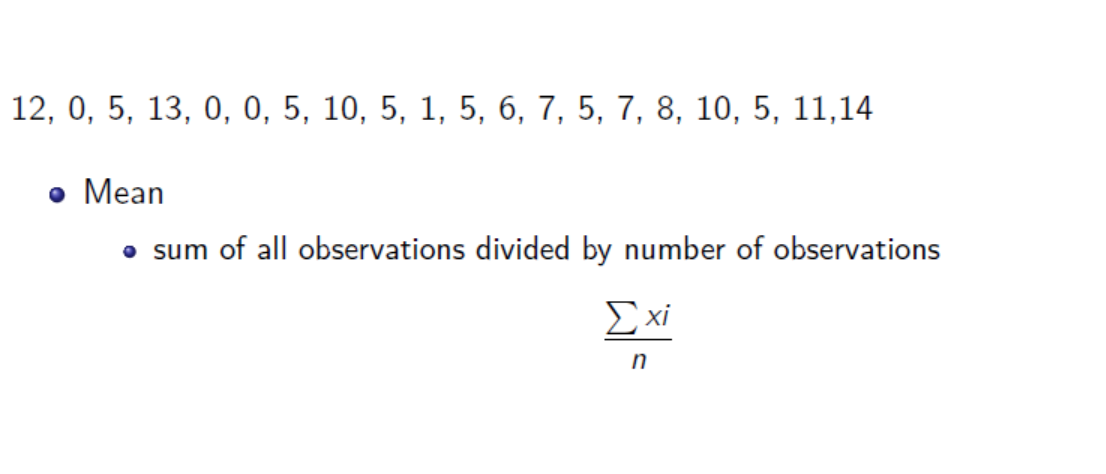 12, 0, 5, 13, 0, 0, 5, 10, 5, 1, 5, 6, 7, 5, 7, 8, 10, 5, 11,14
Mean
sum of all observations divided by number of observations
∑ xi
n